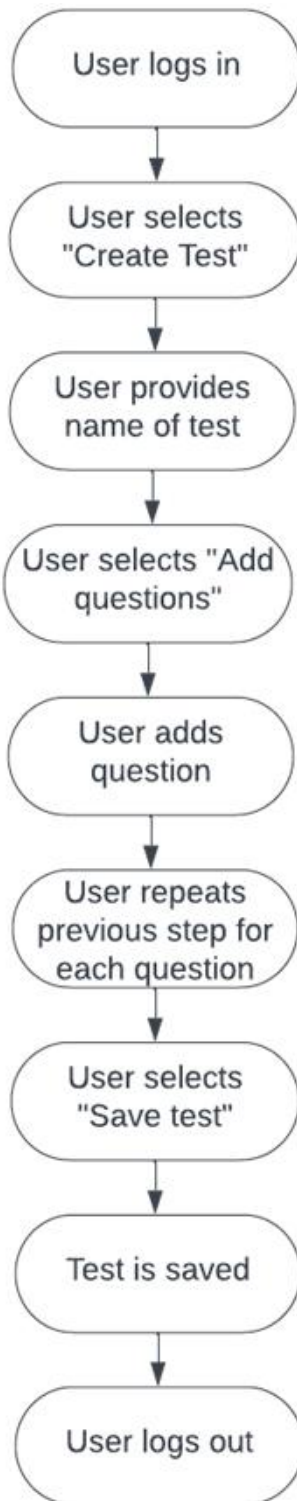 User logs in
User selects
"Create Test"
User provides
name of test
User selects "Add
questions"
User adds
question
User repeats
previous step for
each question
User selects
"Save test"
Test is saved
User logs out